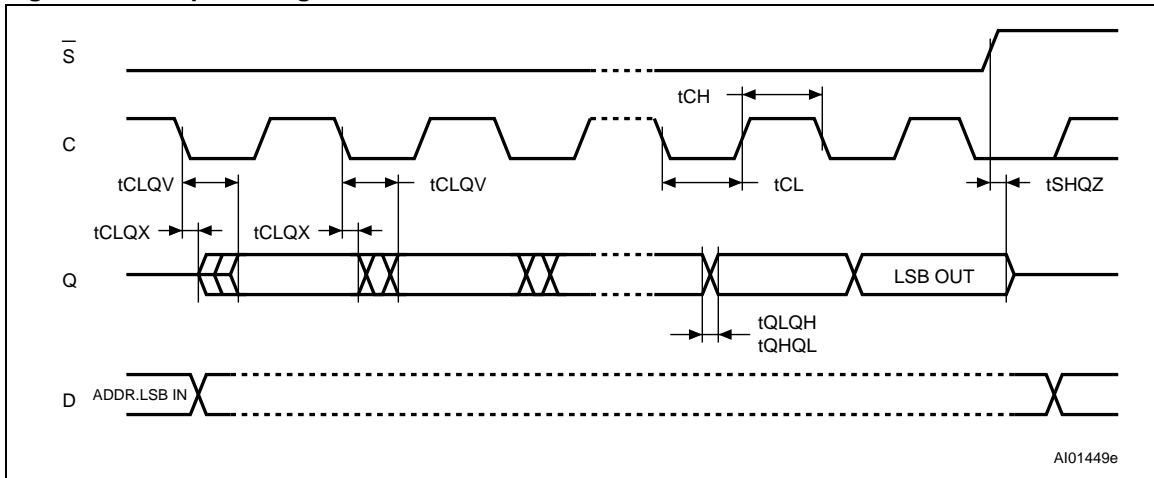 S
tCH
C
tCLQV
tCLQV
tCL
tSHQZ
tCLQX
tCLQX
Q
LSB OUT
tQLQH
tQHQL
D
ADDR.LSB IN
AI01449e